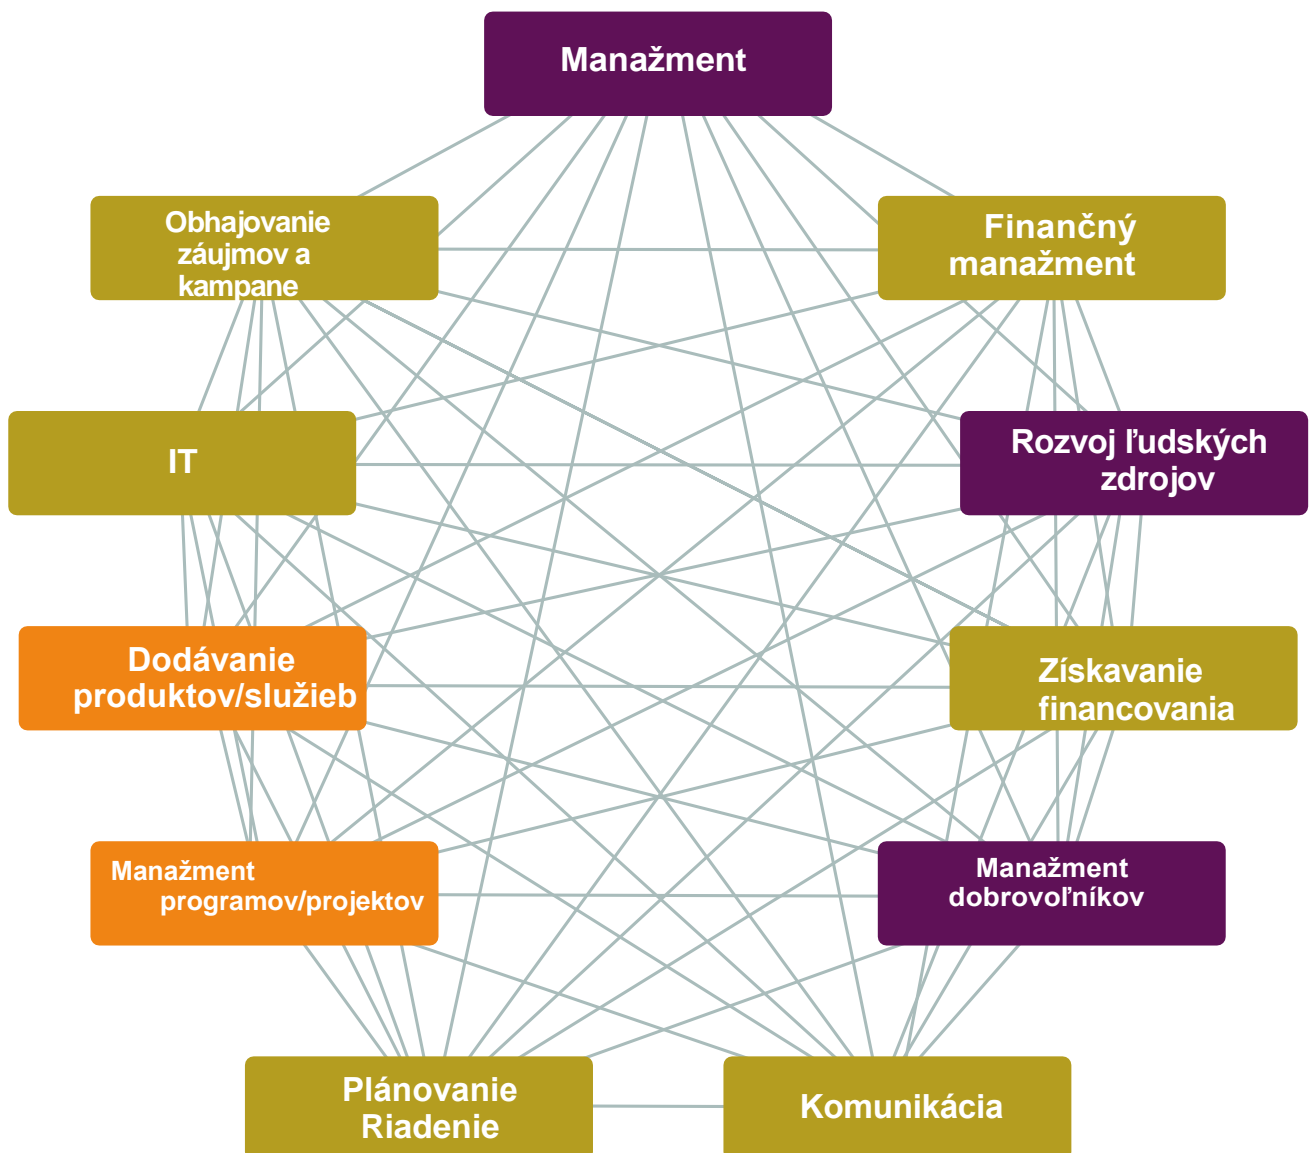 Manažment
Obhajovanie
záujmov a
kampane
Finančný
manažment
IT
Rozvoj ľudských
zdrojov
Dodávanie
produktov/služieb
Získavanie
financovania
Manažment
programov/projektov
Manažment
dobrovoľníkov
Plánovanie
Riadenie
Komunikácia